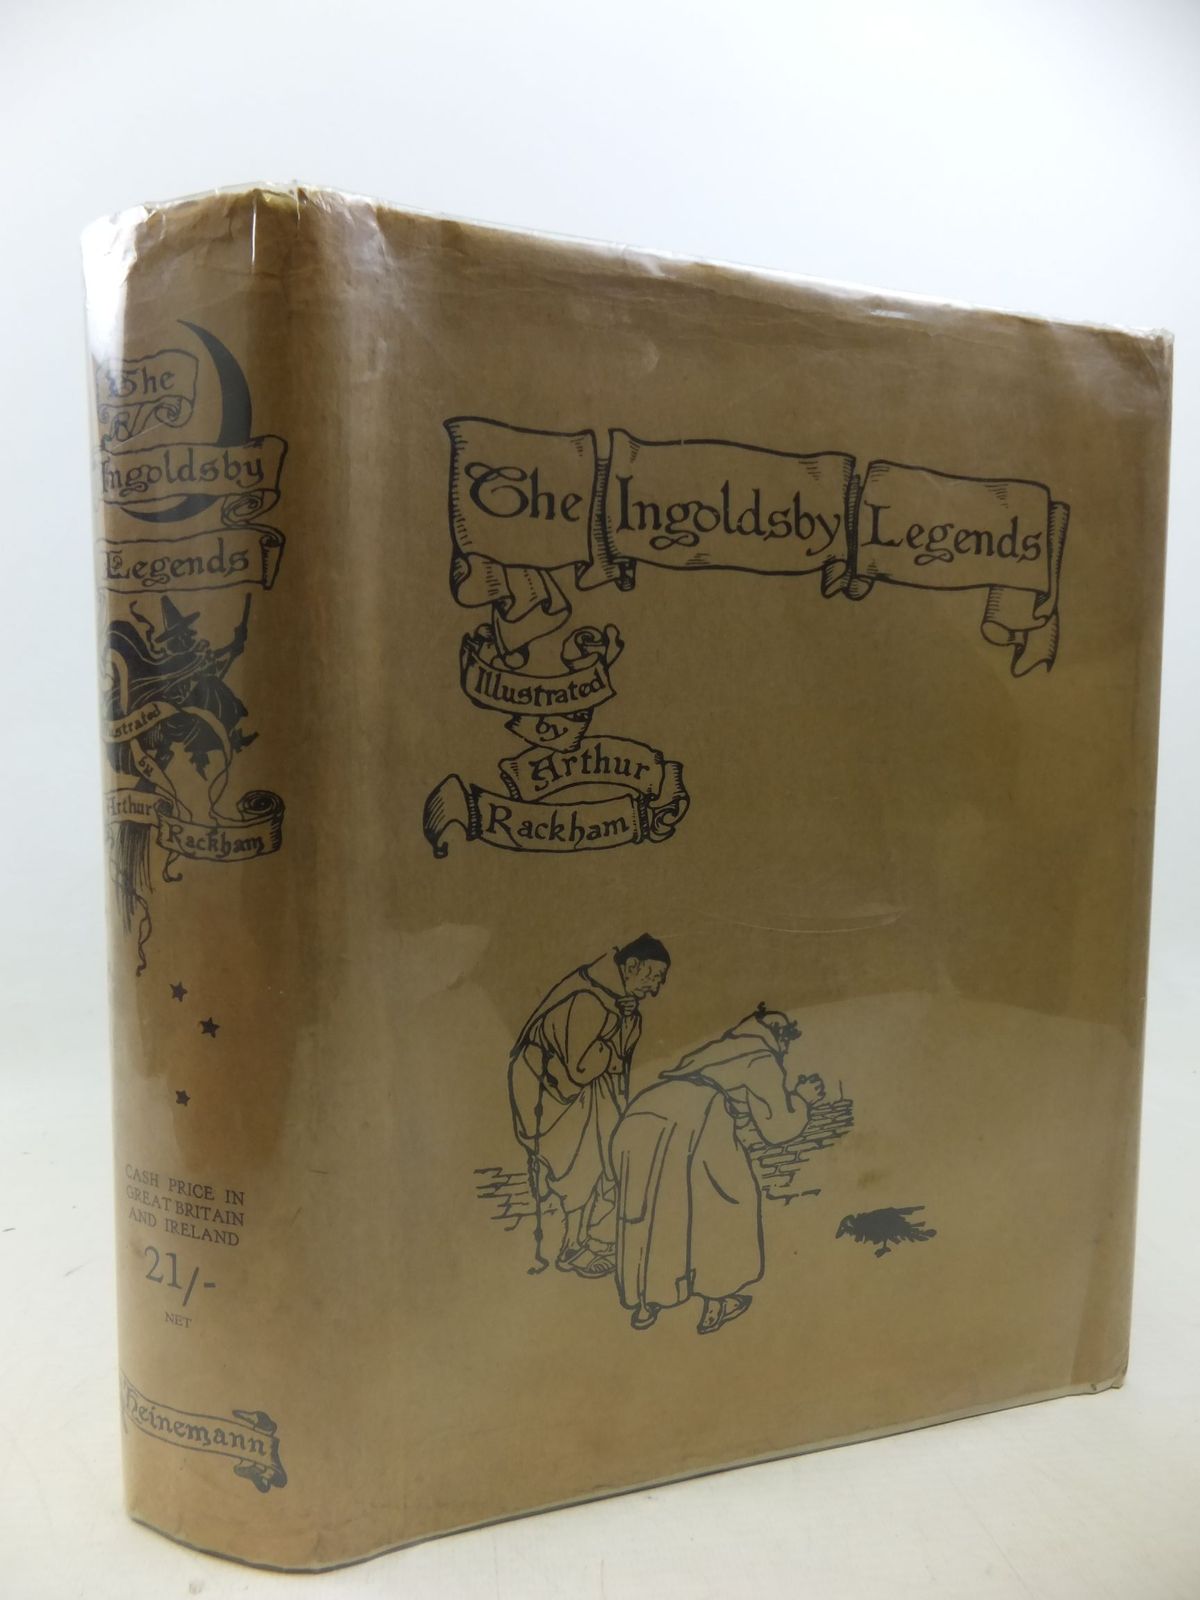 The
Ingoldsby
Legends
Illustrated
by
Arthur
Rackham
CASH PRICE IN
GREAT BRITAIN
AND IRELAND
21/-
NET
Heinemann
The Ingoldsby Legends
Illustrated
by
Arthur
Rackham